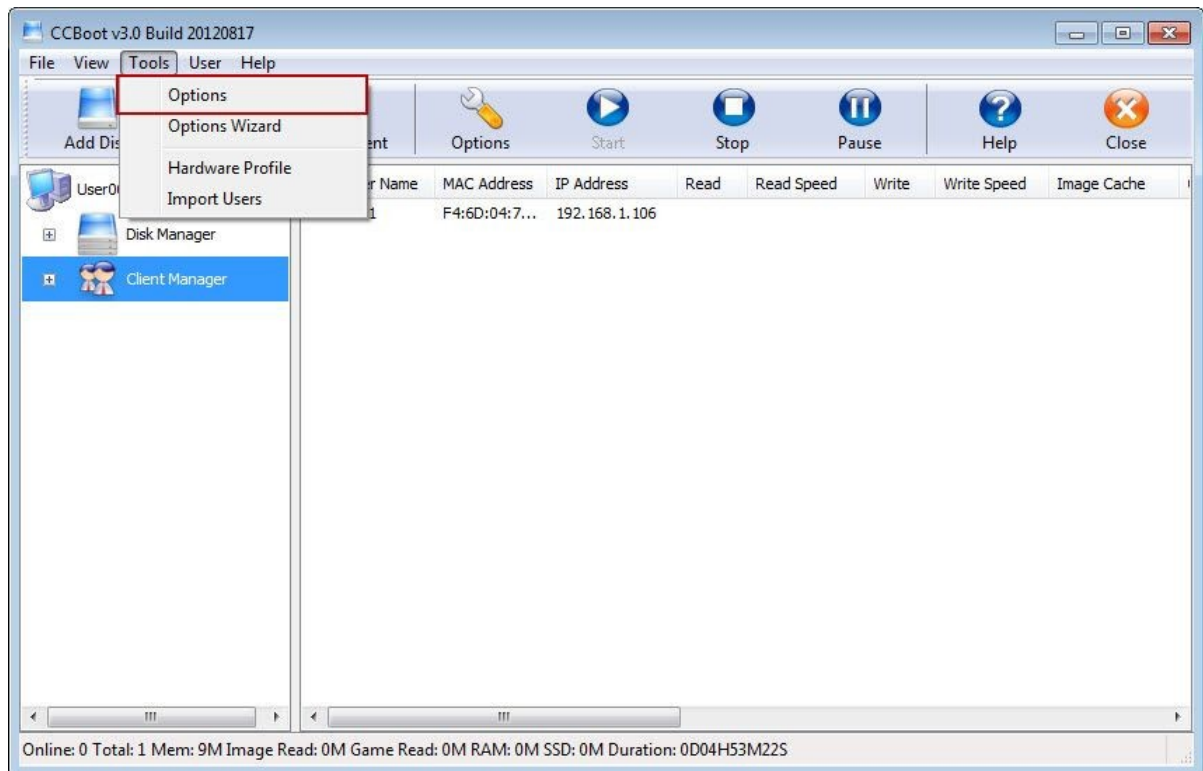 CCBoot v3.0 Build 20120817
File View Tools User Help
Options
Options Wizard
Hardware Profile
Import Users
Add Options Start Stop Pause Help Close
MAC Address IP Address Read Read Speed Write Write Speed Image Cache
Name
F4:6D:04:7... 192.168.1.106
Disk Manager
Client Manager
Online: 0 Total: 1 Mem: 9M Image Read: 0M Game Read: 0M RAM: 0M SSD: 0M Duration: 0D04H53M22S